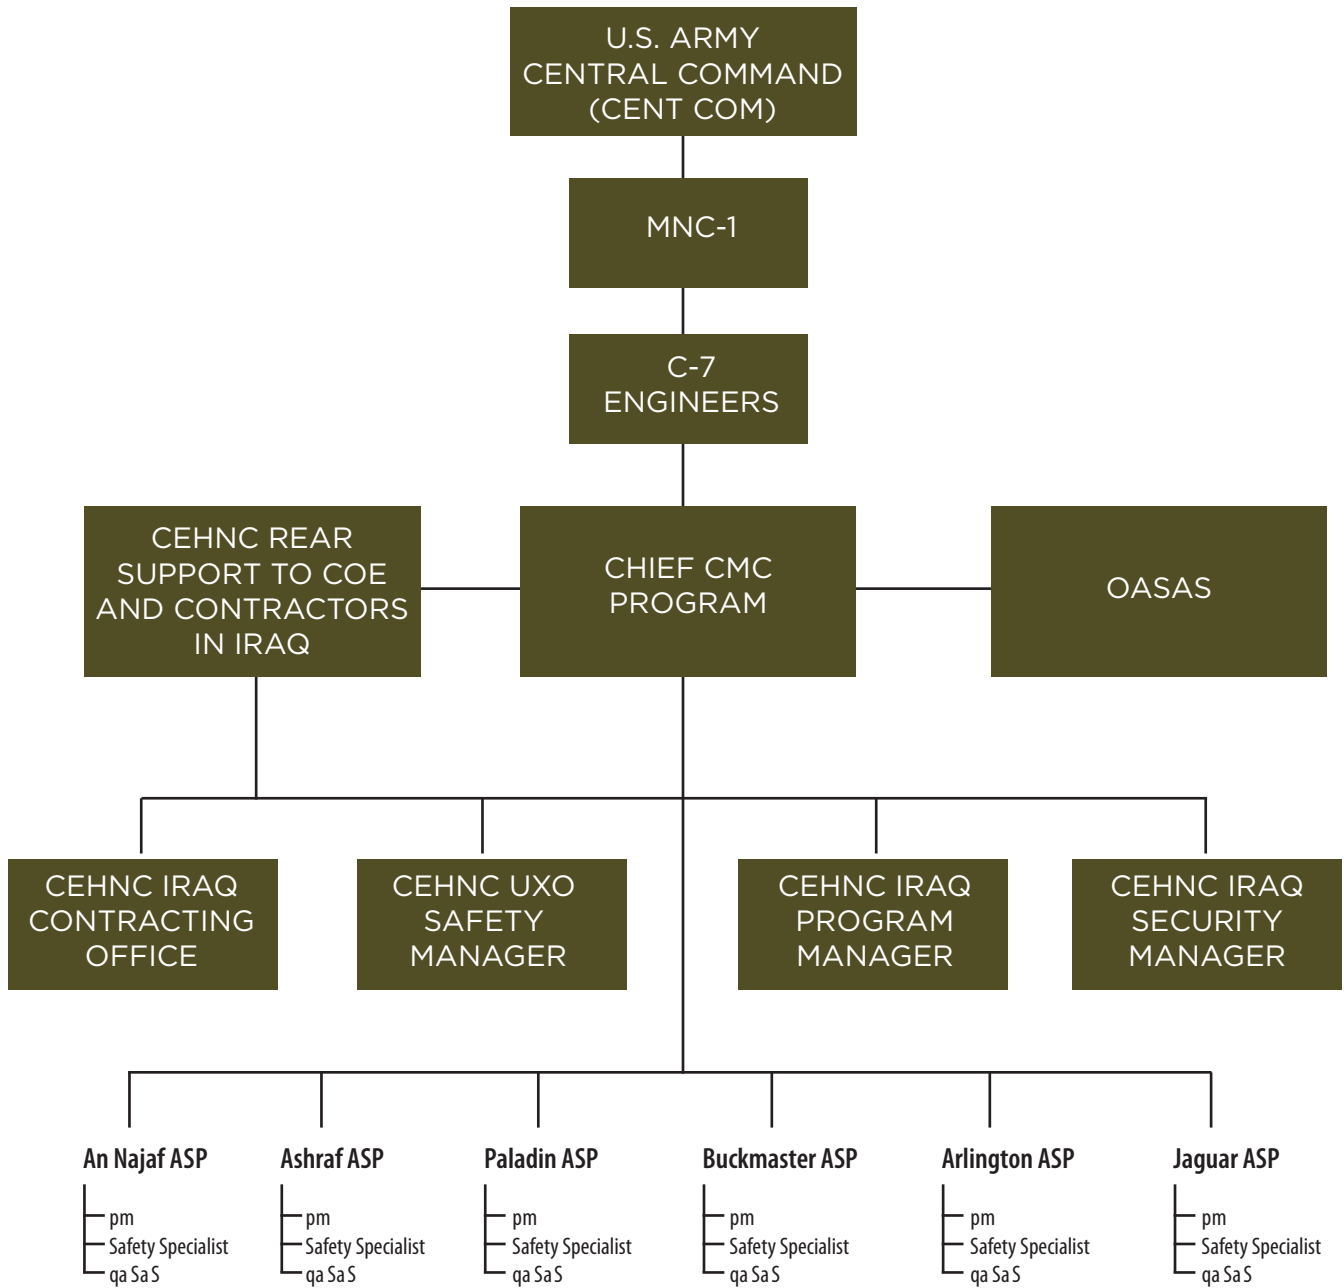 U.S. ARMY
CENTRAL COMMAND
(CENT COM)
MNC-1
C-7
ENGINEERS
CEHNC REAR
SUPPORT TO COE
AND CONTRACTORS
IN IRAQ
CHIEF CMC
PROGRAM
OASAS
CEHNC IRAQ
CONTRACTING
OFFICE
CEHNC UXO
SAFETY
MANAGER
CEHNC IRAQ
PROGRAM
MANAGER
CEHNC IRAQ
SECURITY
MANAGER
An Najaf ASP
pm
Safety Specialist
qa Sa S
Ashraf ASP
pm
Safety Specialist
qa Sa S
Paladin ASP
pm
Safety Specialist
qa Sa S
Buckmaster ASP
pm
Safety Specialist
qa Sa S
Arlington ASP
pm
Safety Specialist
qa Sa S
Jaguar ASP
pm
Safety Specialist
qa Sa S